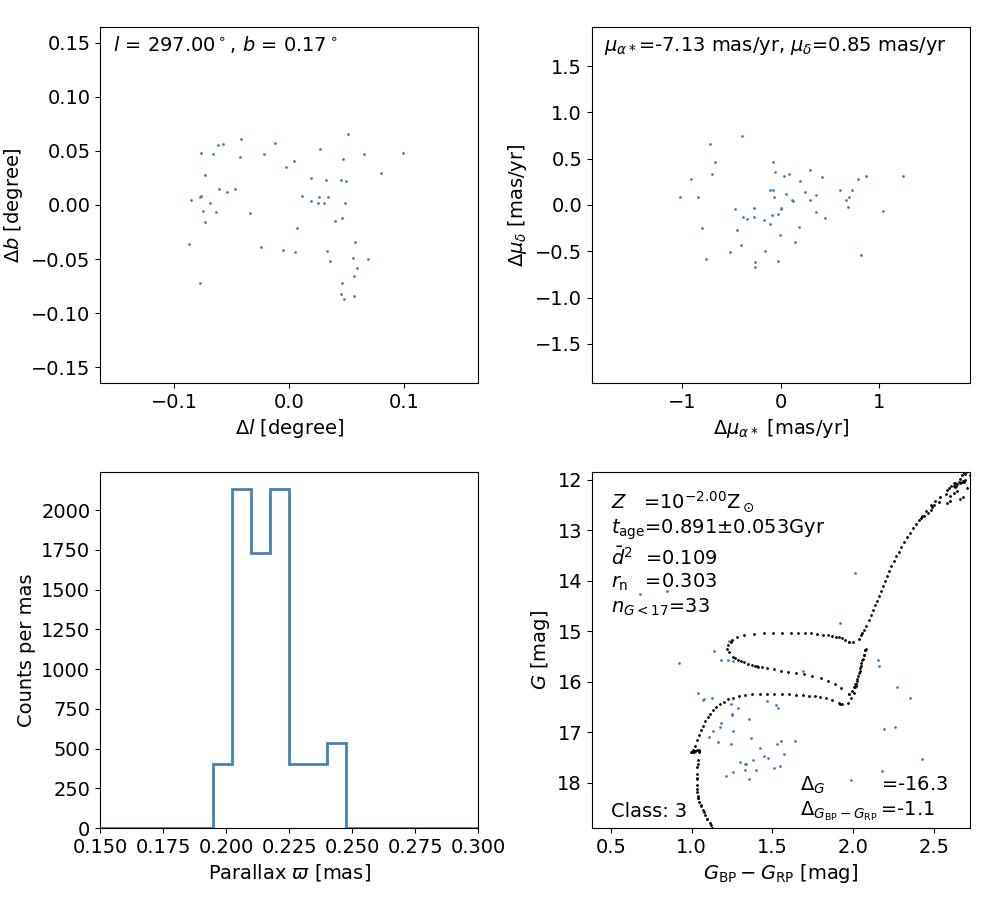 l = 297.00°, b = 0.17°
0.15
0.10
0.05
0.00
−0.05
−0.10
−0.15
Δb [degree]
−0.1
0.0
0.1
Δl [degree]
μα∗=-7.13 mas/yr, μδ=0.85 mas/yr
1.5
1.0
0.5
0.0
−0.5
−1.0
−1.5
Δμδ [mas/yr]
−1
0
1
Δμα∗ [mas/yr]
2000
1750
1500
1250
1000
750
500
250
0
Counts per mas
0.150
0.175
0.200
0.225
0.250
0.275
0.300
Parallax ϖ [mas]
12
13
14
15
16
17
18
G [mag]
Z =10^−2.00Z⊙
tage=0.891±0.053Gyr
d̄² =0.109
rn =0.303
nG<17=33
ΔG =-16.3
ΔGBP−GRP=-1.1
Class: 3
0.5
1.0
1.5
2.0
2.5
GBP − GRP [mag]